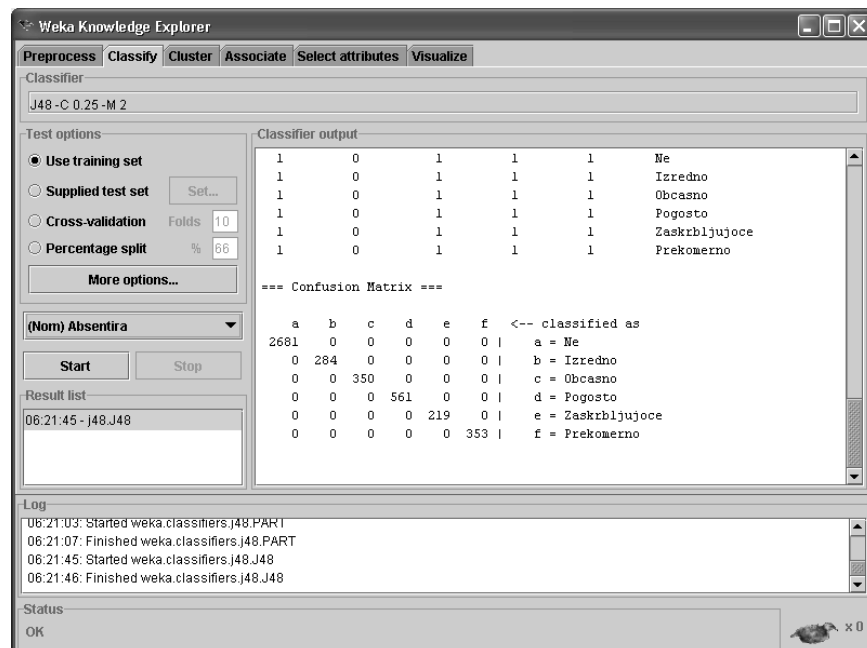 Weka Knowledge Explorer
Preprocess Classify Cluster Associate Select attributes Visualize
Classifier
J48 -C 0.25 -M 2
Test options
Use training set
Supplied test set Set...
Cross-validation Folds 10
Percentage split % 66
More options...
(Nom) Absentira
Start Stop
Result list
06:21:45 - j48.J48
Classifier output
1 0 1 1 1 Ne
1 0 1 1 1 Izredno
1 0 1 1 1 Obcasno
1 0 1 1 1 Pogosto
1 0 1 1 1 Zaskrbljujoce
1 0 1 1 1 Prekomerno
=== Confusion Matrix ===
a b c d e f <-- classified as
2681 0 0 0 0 0 | a = Ne
0 284 0 0 0 0 | b = Izredno
0 0 350 0 0 0 | c = Obcasno
0 0 0 561 0 0 | d = Pogosto
0 0 0 0 219 0 | e = Zaskrbljujoce
0 0 0 0 0 353 | f = Prekomerno
Log
06:21:03: Started weka.classifiers.j48.PART
06:21:07: Finished weka.classifiers.j48.PART
06:21:45: Started weka.classifiers.j48.J48
06:21:46: Finished weka.classifiers.j48.J48
Status
OK
x 0